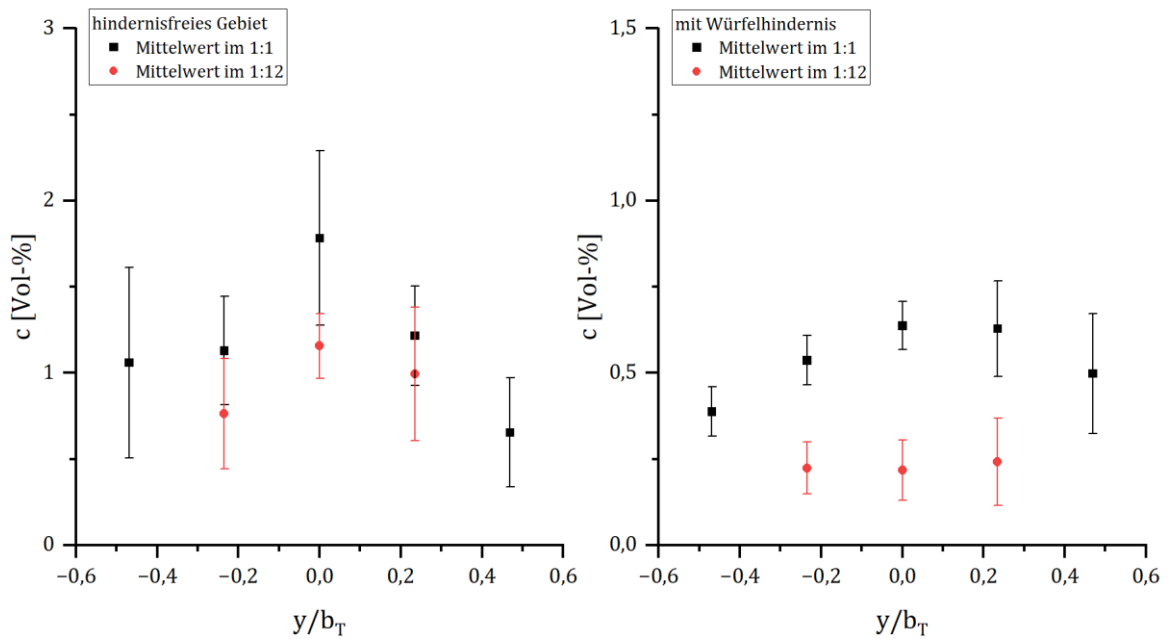 hindernisfreies Gebiet
Mittelwert im 1:1
Mittelwert im 1:12
3
2
1
0
c [Vol-%]
−0,6 −0,4 −0,2 0,0 0,2 0,4 0,6
y/b_T
mit Würfelhindernis
Mittelwert im 1:1
Mittelwert im 1:12
1,5
1,0
0,5
0,0
c [Vol-%]
−0,6 −0,4 −0,2 0,0 0,2 0,4 0,6
y/b_T